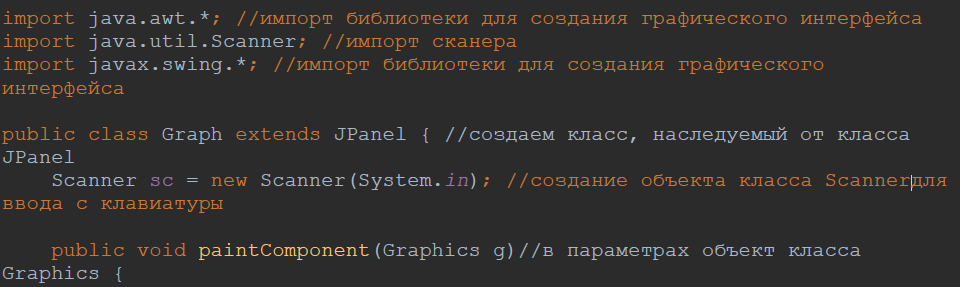 import java.awt.*; //импорт библиотеки для создания графического интерфейса
import java.util.Scanner; //импорт сканера
import javax.swing.*; //импорт библиотеки для создания графического
интерфейса
public class Graph extends JPanel { //создаем класс, наследуемый от класса
JPanel
Scanner sc = new Scanner(System.in); //создание объекта класса Scannerдля
ввода с клавиатуры
public void paintComponent(Graphics g)//в параметрах объект класса
Graphics {